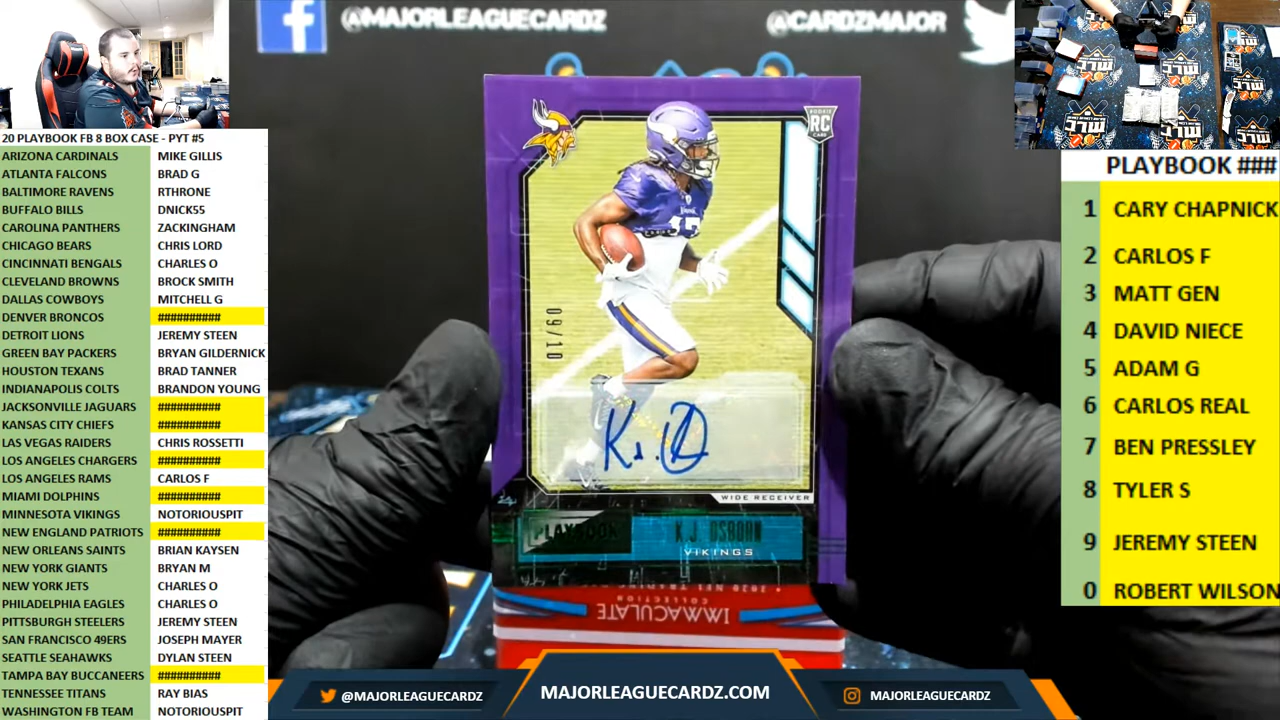 @MAJORLEAGUECARDZ
@CARDZMAJOR
20 PLAYBOOK FB 8 BOX CASE - PYT #5
ARIZONA CARDINALS MIKE GILLIS
ATLANTA FALCONS BRAD G
BALTIMORE RAVENS RTHRONE
BUFFALO BILLS DNICK55
CAROLINA PANTHERS ZACKINGHAM
CHICAGO BEARS CHRIS LORD
CINCINNATI BENGALS CHARLES O
CLEVELAND BROWNS BROCK SMITH
DALLAS COWBOYS MITCHELL G
DENVER BRONCOS ##########
DETROIT LIONS JEREMY STEEN
GREEN BAY PACKERS BRYAN GILDERNICK
HOUSTON TEXANS BRAD TANNER
INDIANAPOLIS COLTS BRANDON YOUNG
JACKSONVILLE JAGUARS ##########
KANSAS CITY CHIEFS ##########
LAS VEGAS RAIDERS CHRIS ROSSETTI
LOS ANGELES CHARGERS ##########
LOS ANGELES RAMS CARLOS F
MIAMI DOLPHINS ##########
MINNESOTA VIKINGS NOTORIOUSPIT
NEW ENGLAND PATRIOTS ##########
NEW ORLEANS SAINTS BRIAN KAYSEN
NEW YORK GIANTS BRYAN M
NEW YORK JETS CHARLES O
PHILADELPHIA EAGLES CHARLES O
PITTSBURGH STEELERS JEREMY STEEN
SAN FRANCISCO 49ERS JOSEPH MAYER
SEATTLE SEAHAWKS DYLAN STEEN
TAMPA BAY BUCCANEERS ##########
TENNESSEE TITANS RAY BIAS
WASHINGTON FB TEAM NOTORIOUSPIT
ROOKIE
RC
CARD
09/10
WIDE RECEIVER
PLAYBOOK
K.J. OSBORN
VIKINGS
IMMACULATE
COLLECTION
PLAYBOOK ###
1 CARY CHAPNICK
2 CARLOS F
3 MATT GEN
4 DAVID NIECE
5 ADAM G
6 CARLOS REAL
7 BEN PRESSLEY
8 TYLER S
9 JEREMY STEEN
0 ROBERT WILSON
@MAJORLEAGUECARDZ
MAJORLEAGUECARDZ.COM
MAJORLEAGUECARDZ